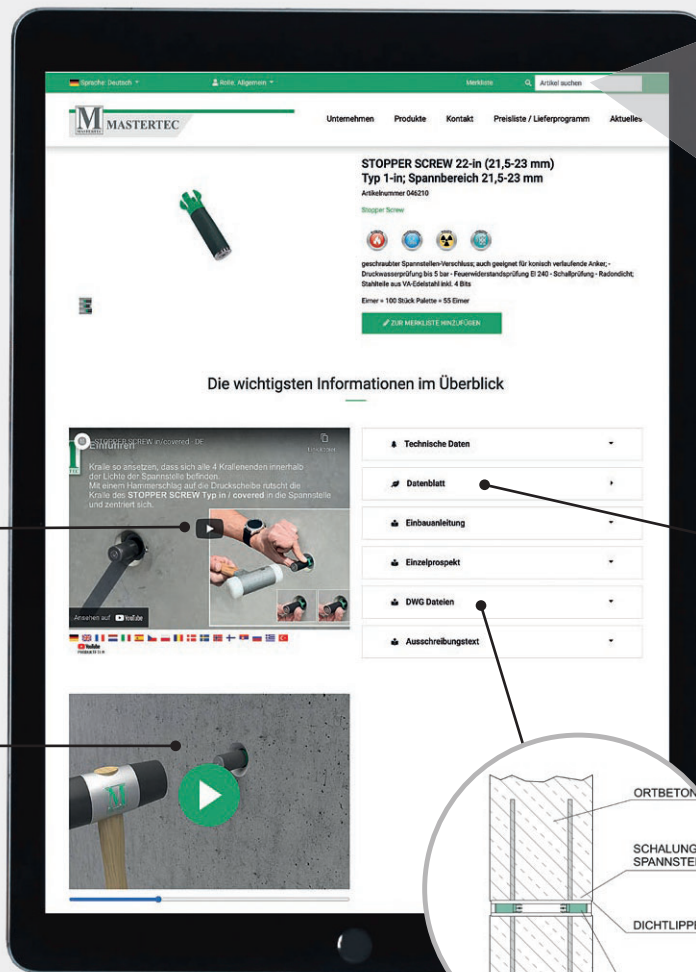 Sprache: Deutsch
Rolle: Allgemein
Merkliste
Artikel suchen
M MASTERTEC
Unternehmen
Produkte
Kontakt
Preisliste / Lieferprogramm
Aktuelles
STOPPER SCREW 22-in (21,5-23 mm)
Typ 1-in; Spannbereich 21,5-23 mm
Artikelnummer 046210
Stopper Screw
geschraubter Spannstellen-Verschluss; auch geeignet für konisch verlaufende Anker; -
Druckwasserprüfung bis 5 bar - Feuerwiderstandsprüfung EI 240 - Schallprüfung - Radondicht;
Stahlteile aus VA-Edelstahl inkl. 4 Bits
Eimer = 100 Stück Palette = 55 Eimer
ZUR MERKLISTE HINZUFÜGEN
Die wichtigsten Informationen im Überblick
STOPPER SCREW in/covered - DE
Einführen
Kralle so ansetzen, dass sich alle 4 Krallenenden innerhalb
der Lichte der Spannstelle befinden.
Mit einem Hammerschlag auf die Druckscheibe rutscht die
Kralle des STOPPER SCREW Typ in / covered in die Spannstelle
und zentriert sich.
Ansehen auf YouTube
YouTube
Technische Daten
Datenblatt
Einbauanleitung
Einzelprospekt
DWG Dateien
Ausschreibungstext
M
ORTBETON
SCHALUNG
DICHTLIPPE